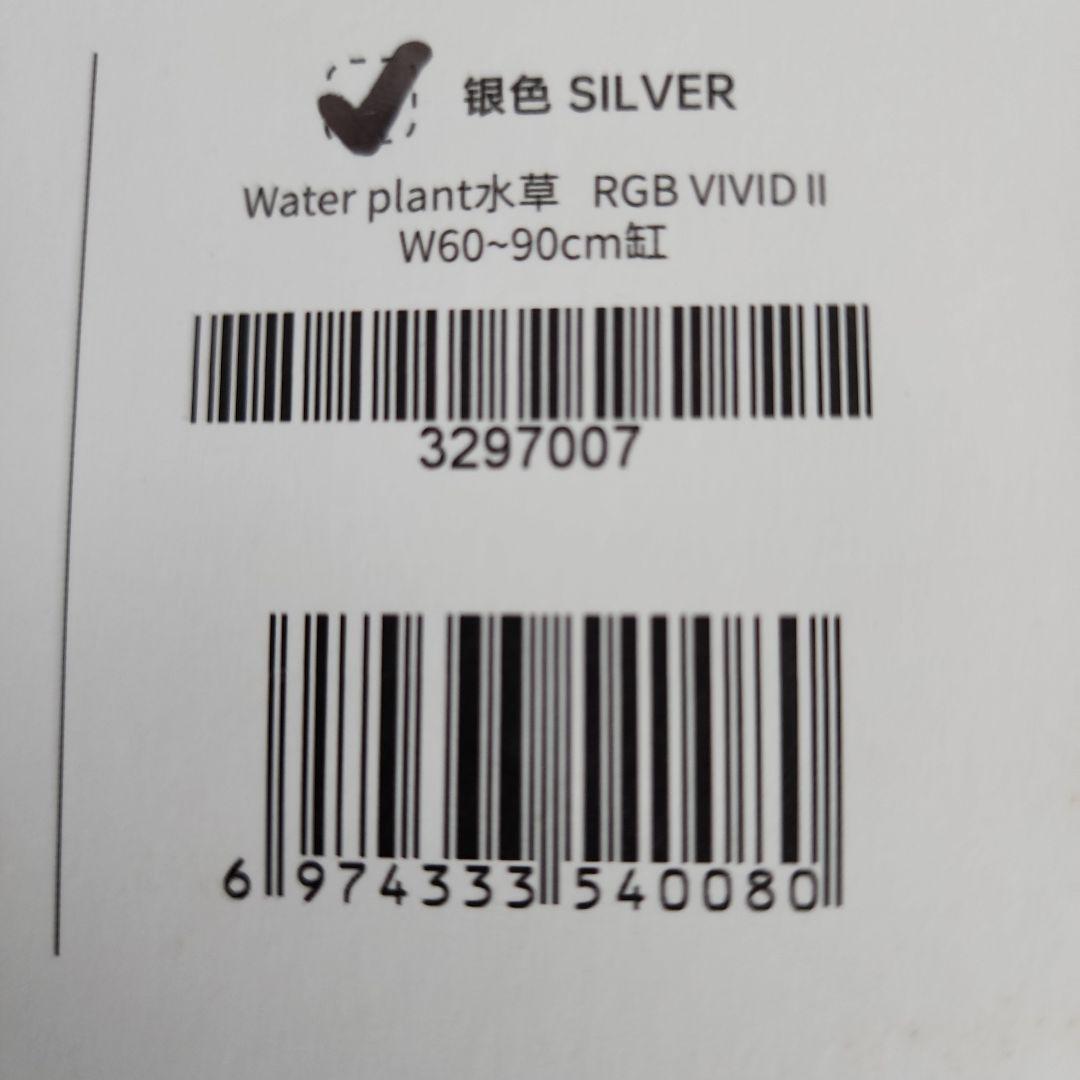 银色 SILVER
Water plant水草 RGB VIVID II
W60~90cm缸
3297007
6 974333 540080